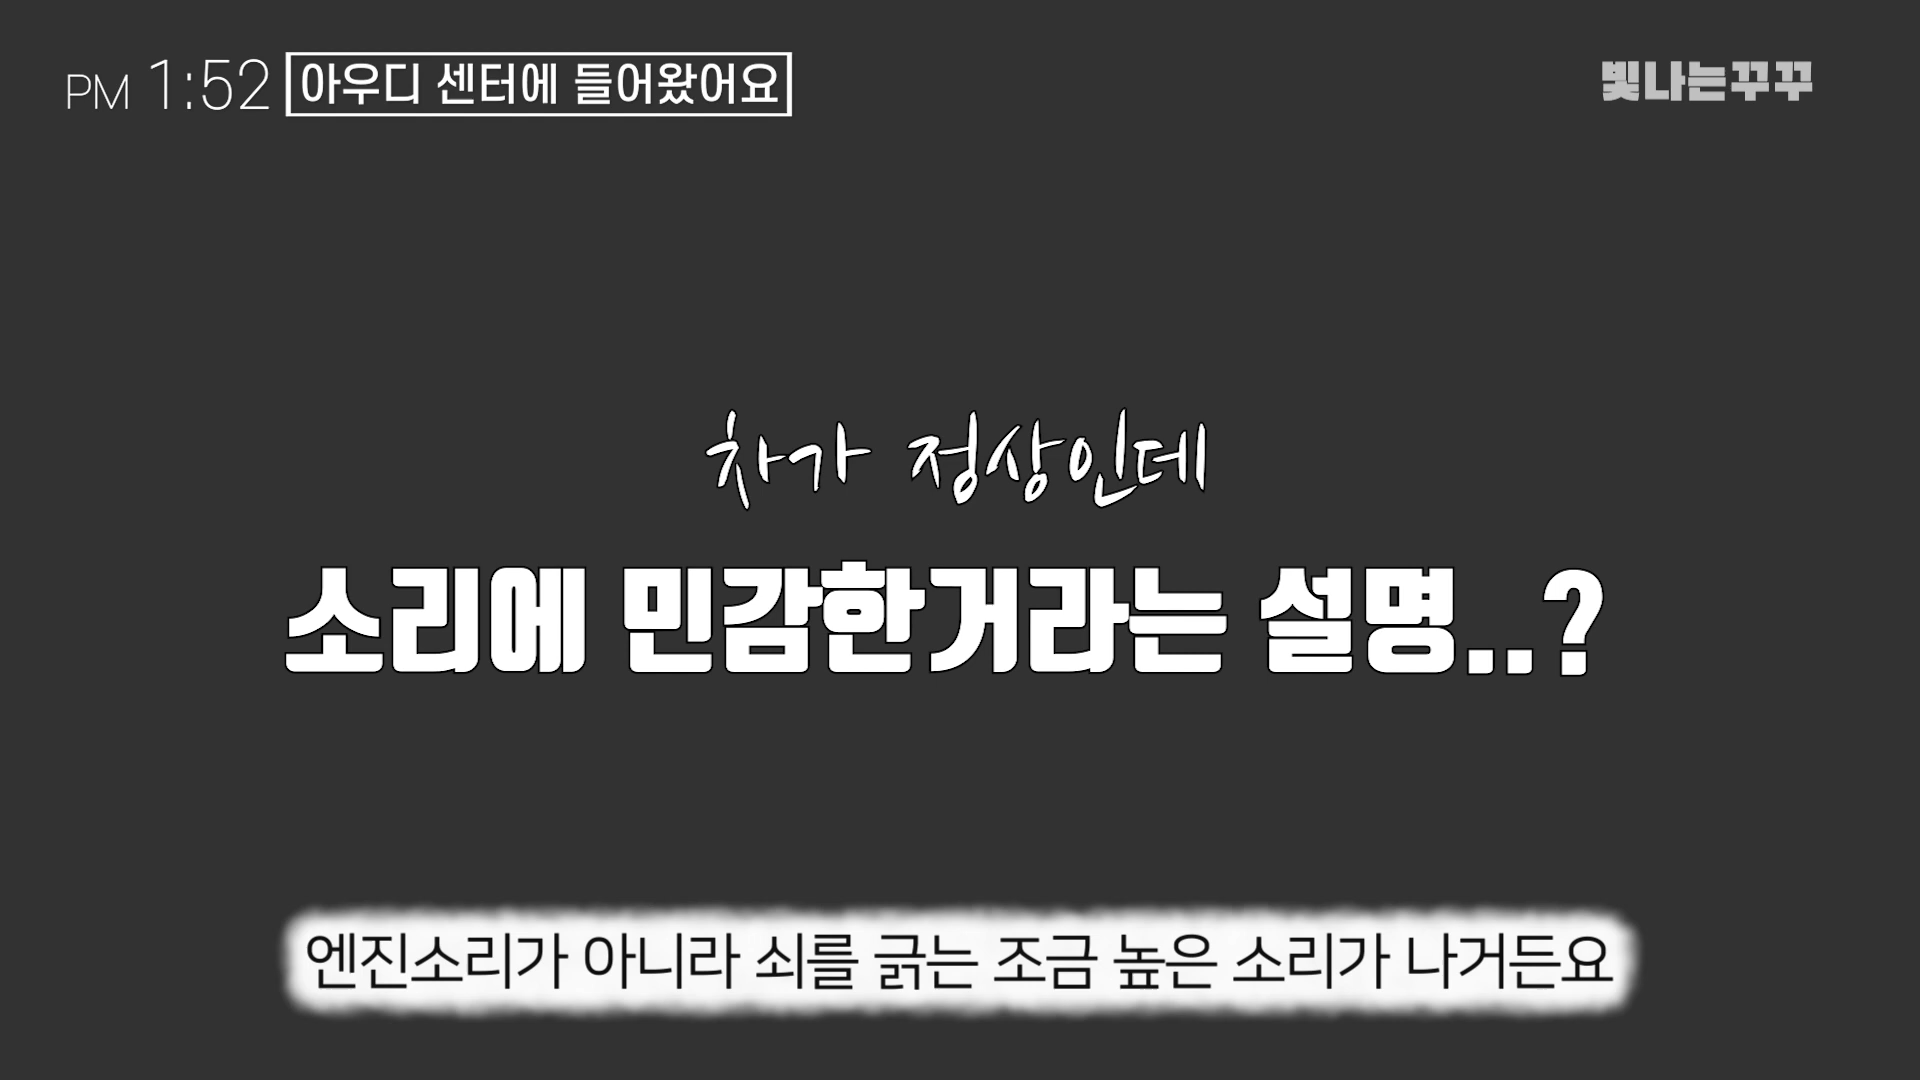 PM 1:52 아우디 센터에 들어왔어요
빛나는꾸꾸
차가 정상인데
소리에 민감한거라는 설명..?
엔진소리가 아니라 쇠를 긁는 조금 높은 소리가 나거든요